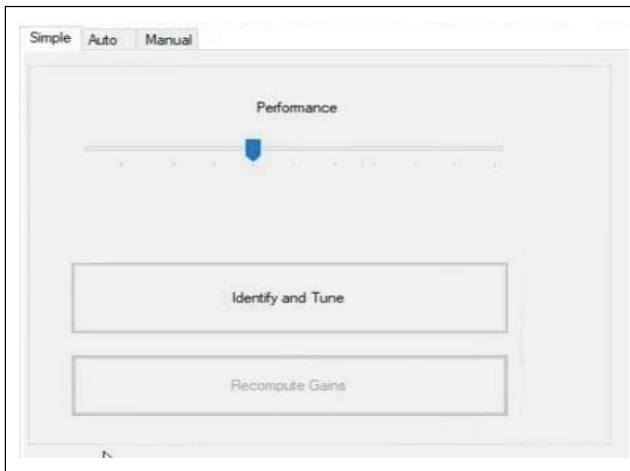 Simple Auto Manual
Performance
Identify and Tune
Recompute Gains